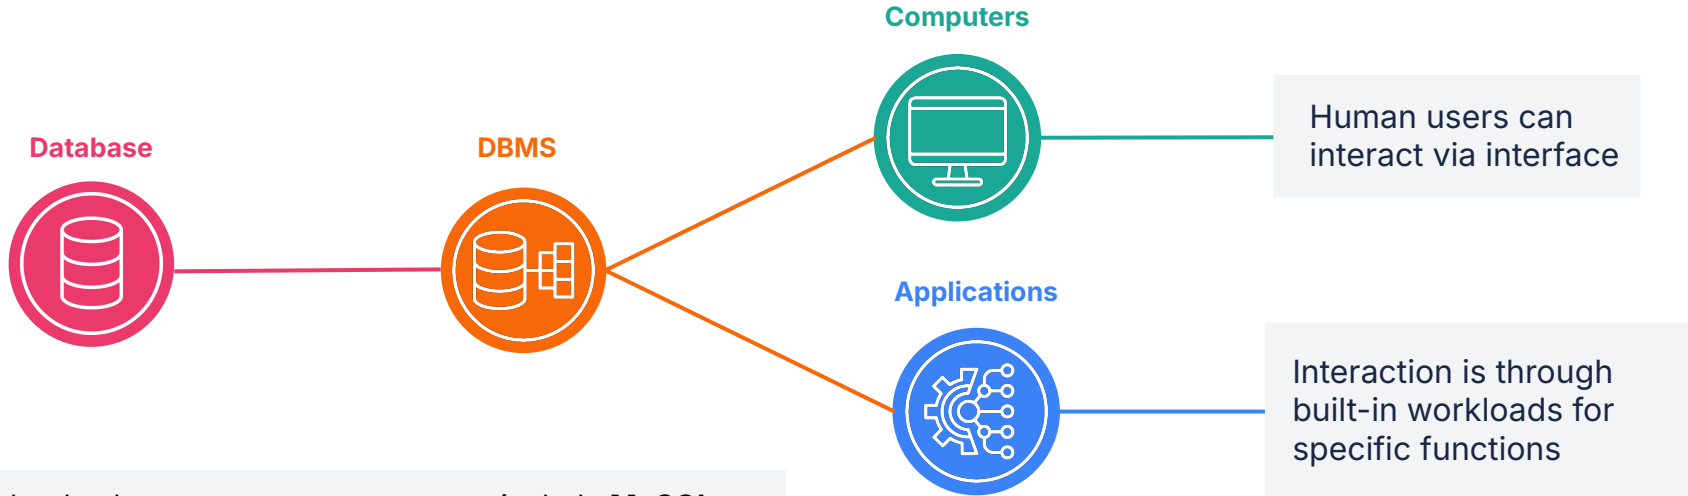 Computers
Database
DBMS
Human users can
interact via interface
Applications
Interaction is through
built-in workloads for
specific functions